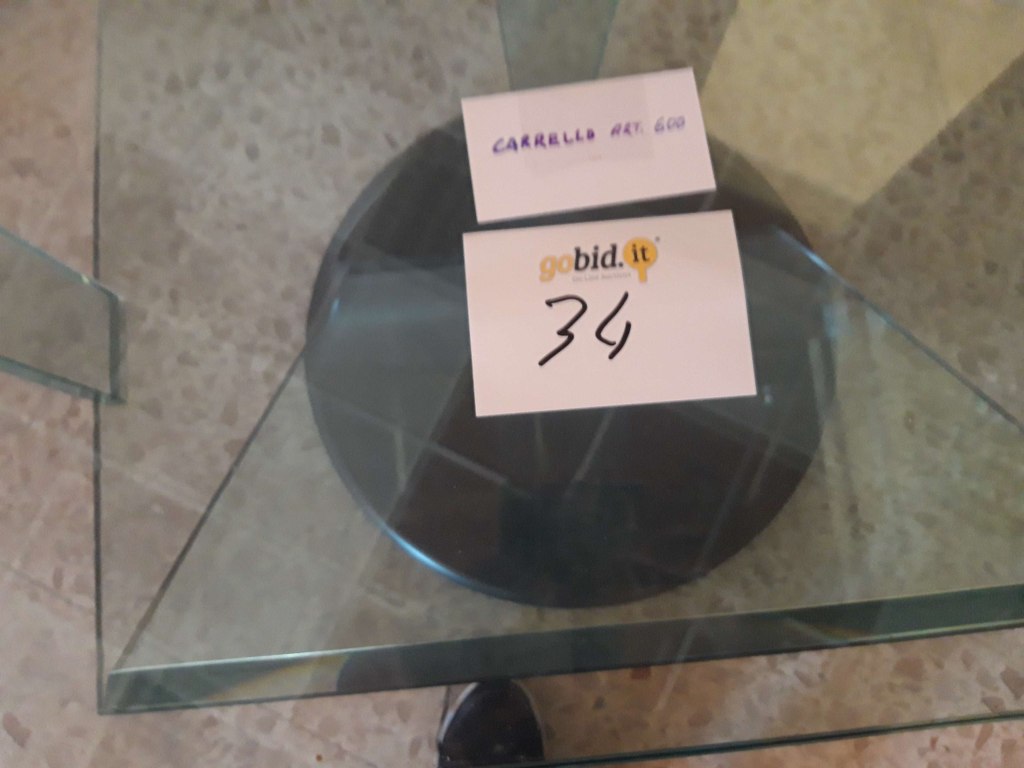 CARRELLO ART. 600
gobid.it
34